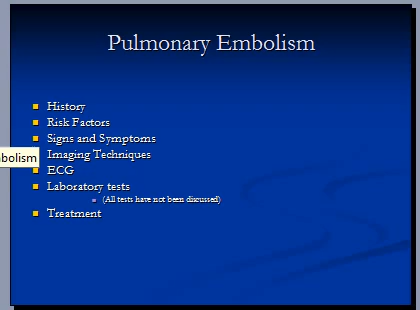 Pulmonary Embolism
History
Risk Factors
Signs and Symptoms
Imaging Techniques
bolism
ECG
Laboratory tests
(All tests have not been discussed)
Treatment